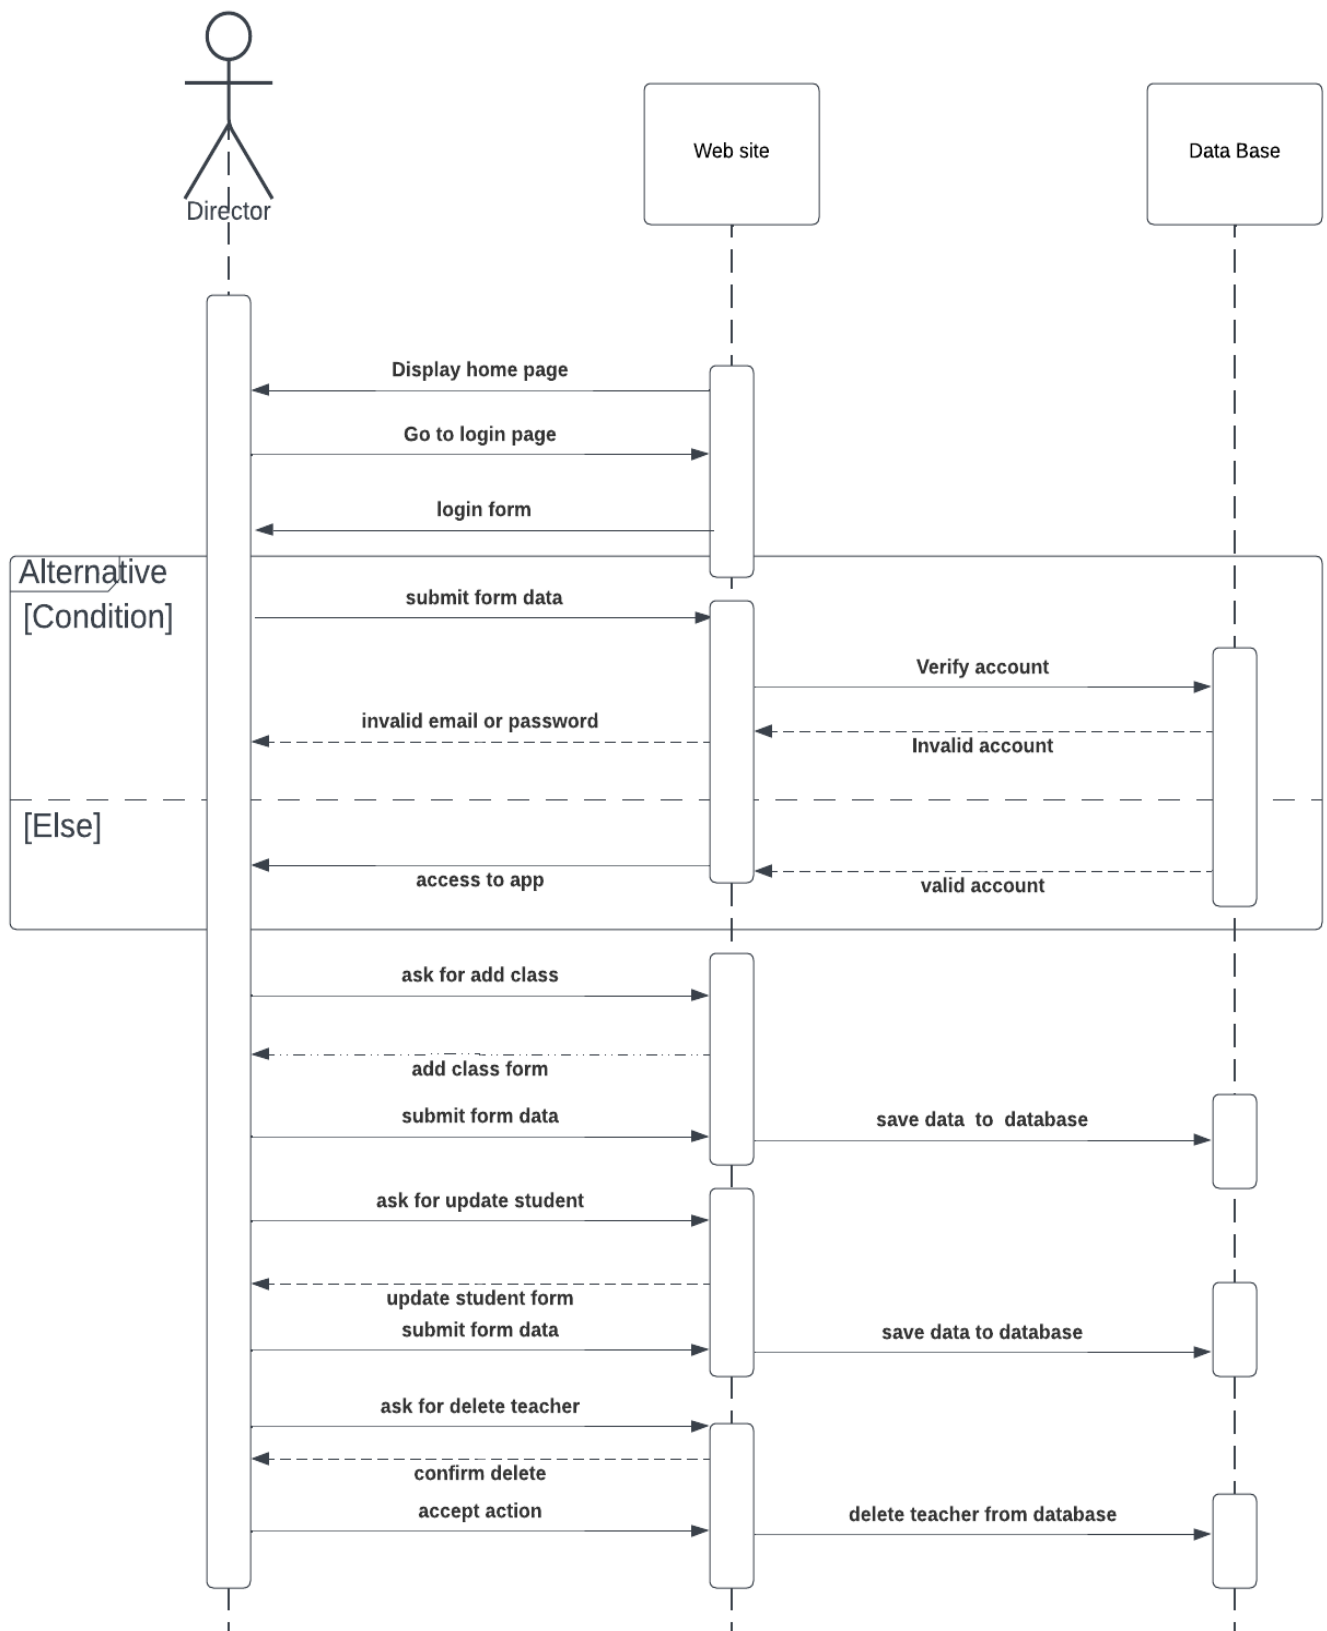 Director
Web site
Data Base
Display home page
Go to login page
login form
Alternative
[Condition]
submit form data
Verify account
invalid email or password
Invalid account
[Else]
access to app
valid account
ask for add class
add class form
submit form data
save data to database
ask for update student
update student form
submit form data
save data to database
ask for delete teacher
confirm delete
accept action
delete teacher from database